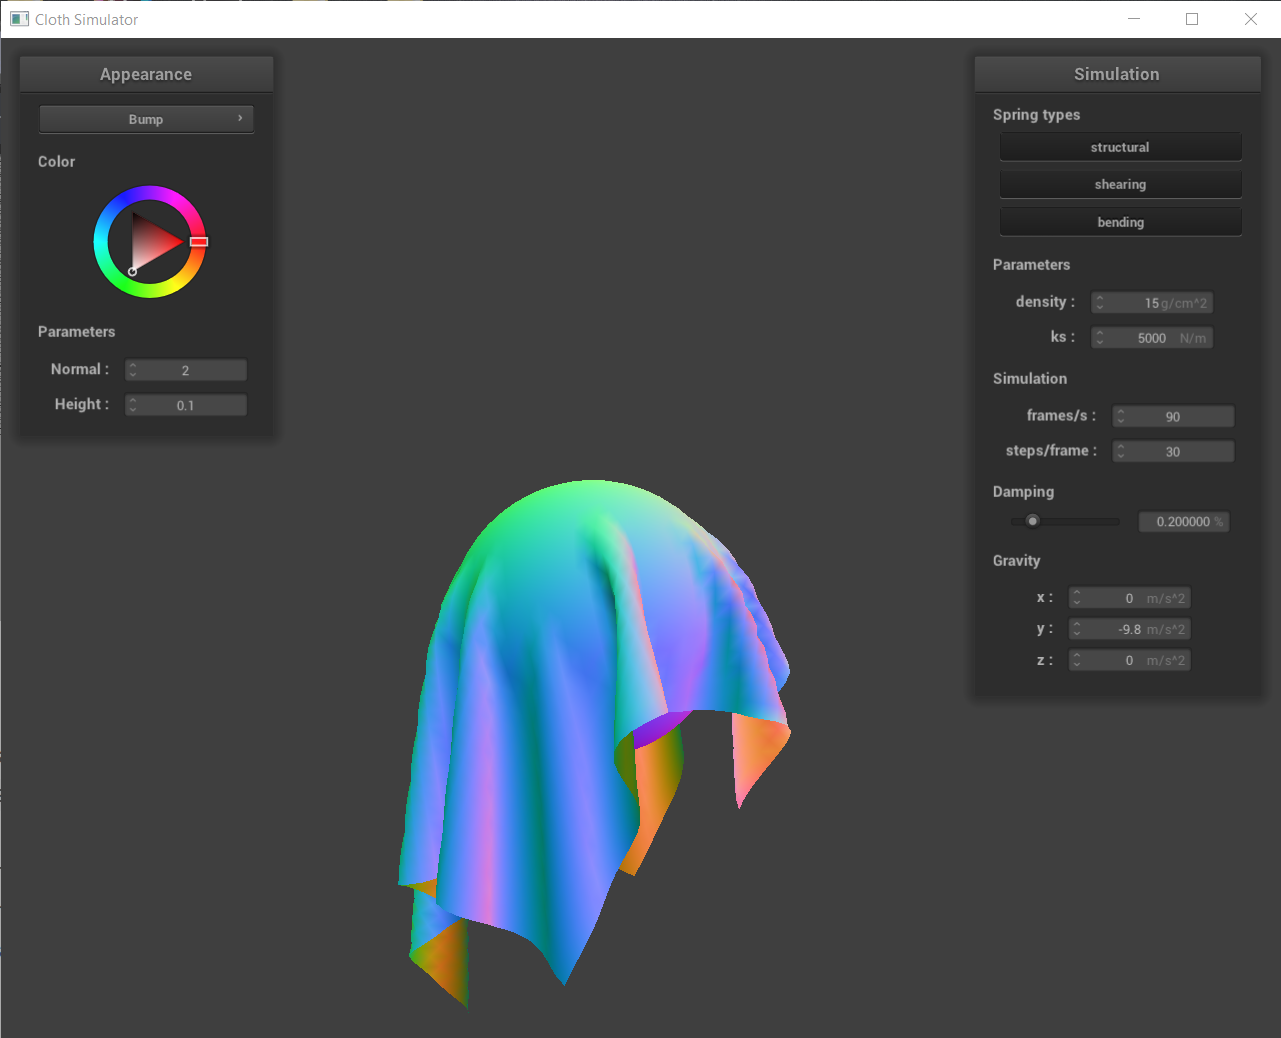 Cloth Simulator
Appearance
Bump
Color
Parameters
Normal : 2
Height : 0.1
Simulation
Spring types
structural
shearing
bending
Parameters
density : 15 g/cm^2
ks : 5000 N/m
Simulation
frames/s : 90
steps/frame : 30
Damping
0.200000 %
Gravity
x : 0 m/s^2
y : -9.8 m/s^2
z : 0 m/s^2